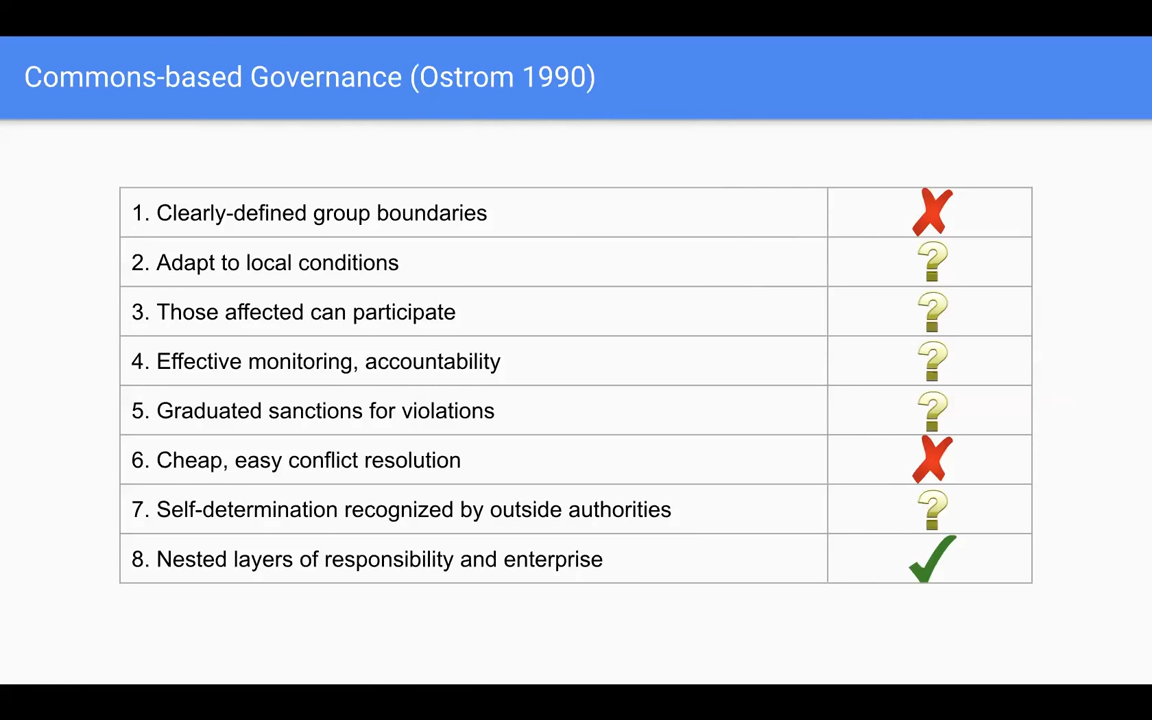 Commons-based Governance (Ostrom 1990)
1. Clearly-defined group boundaries
2. Adapt to local conditions
3. Those affected can participate
4. Effective monitoring, accountability
5. Graduated sanctions for violations
6. Cheap, easy conflict resolution
7. Self-determination recognized by outside authorities
8. Nested layers of responsibility and enterprise